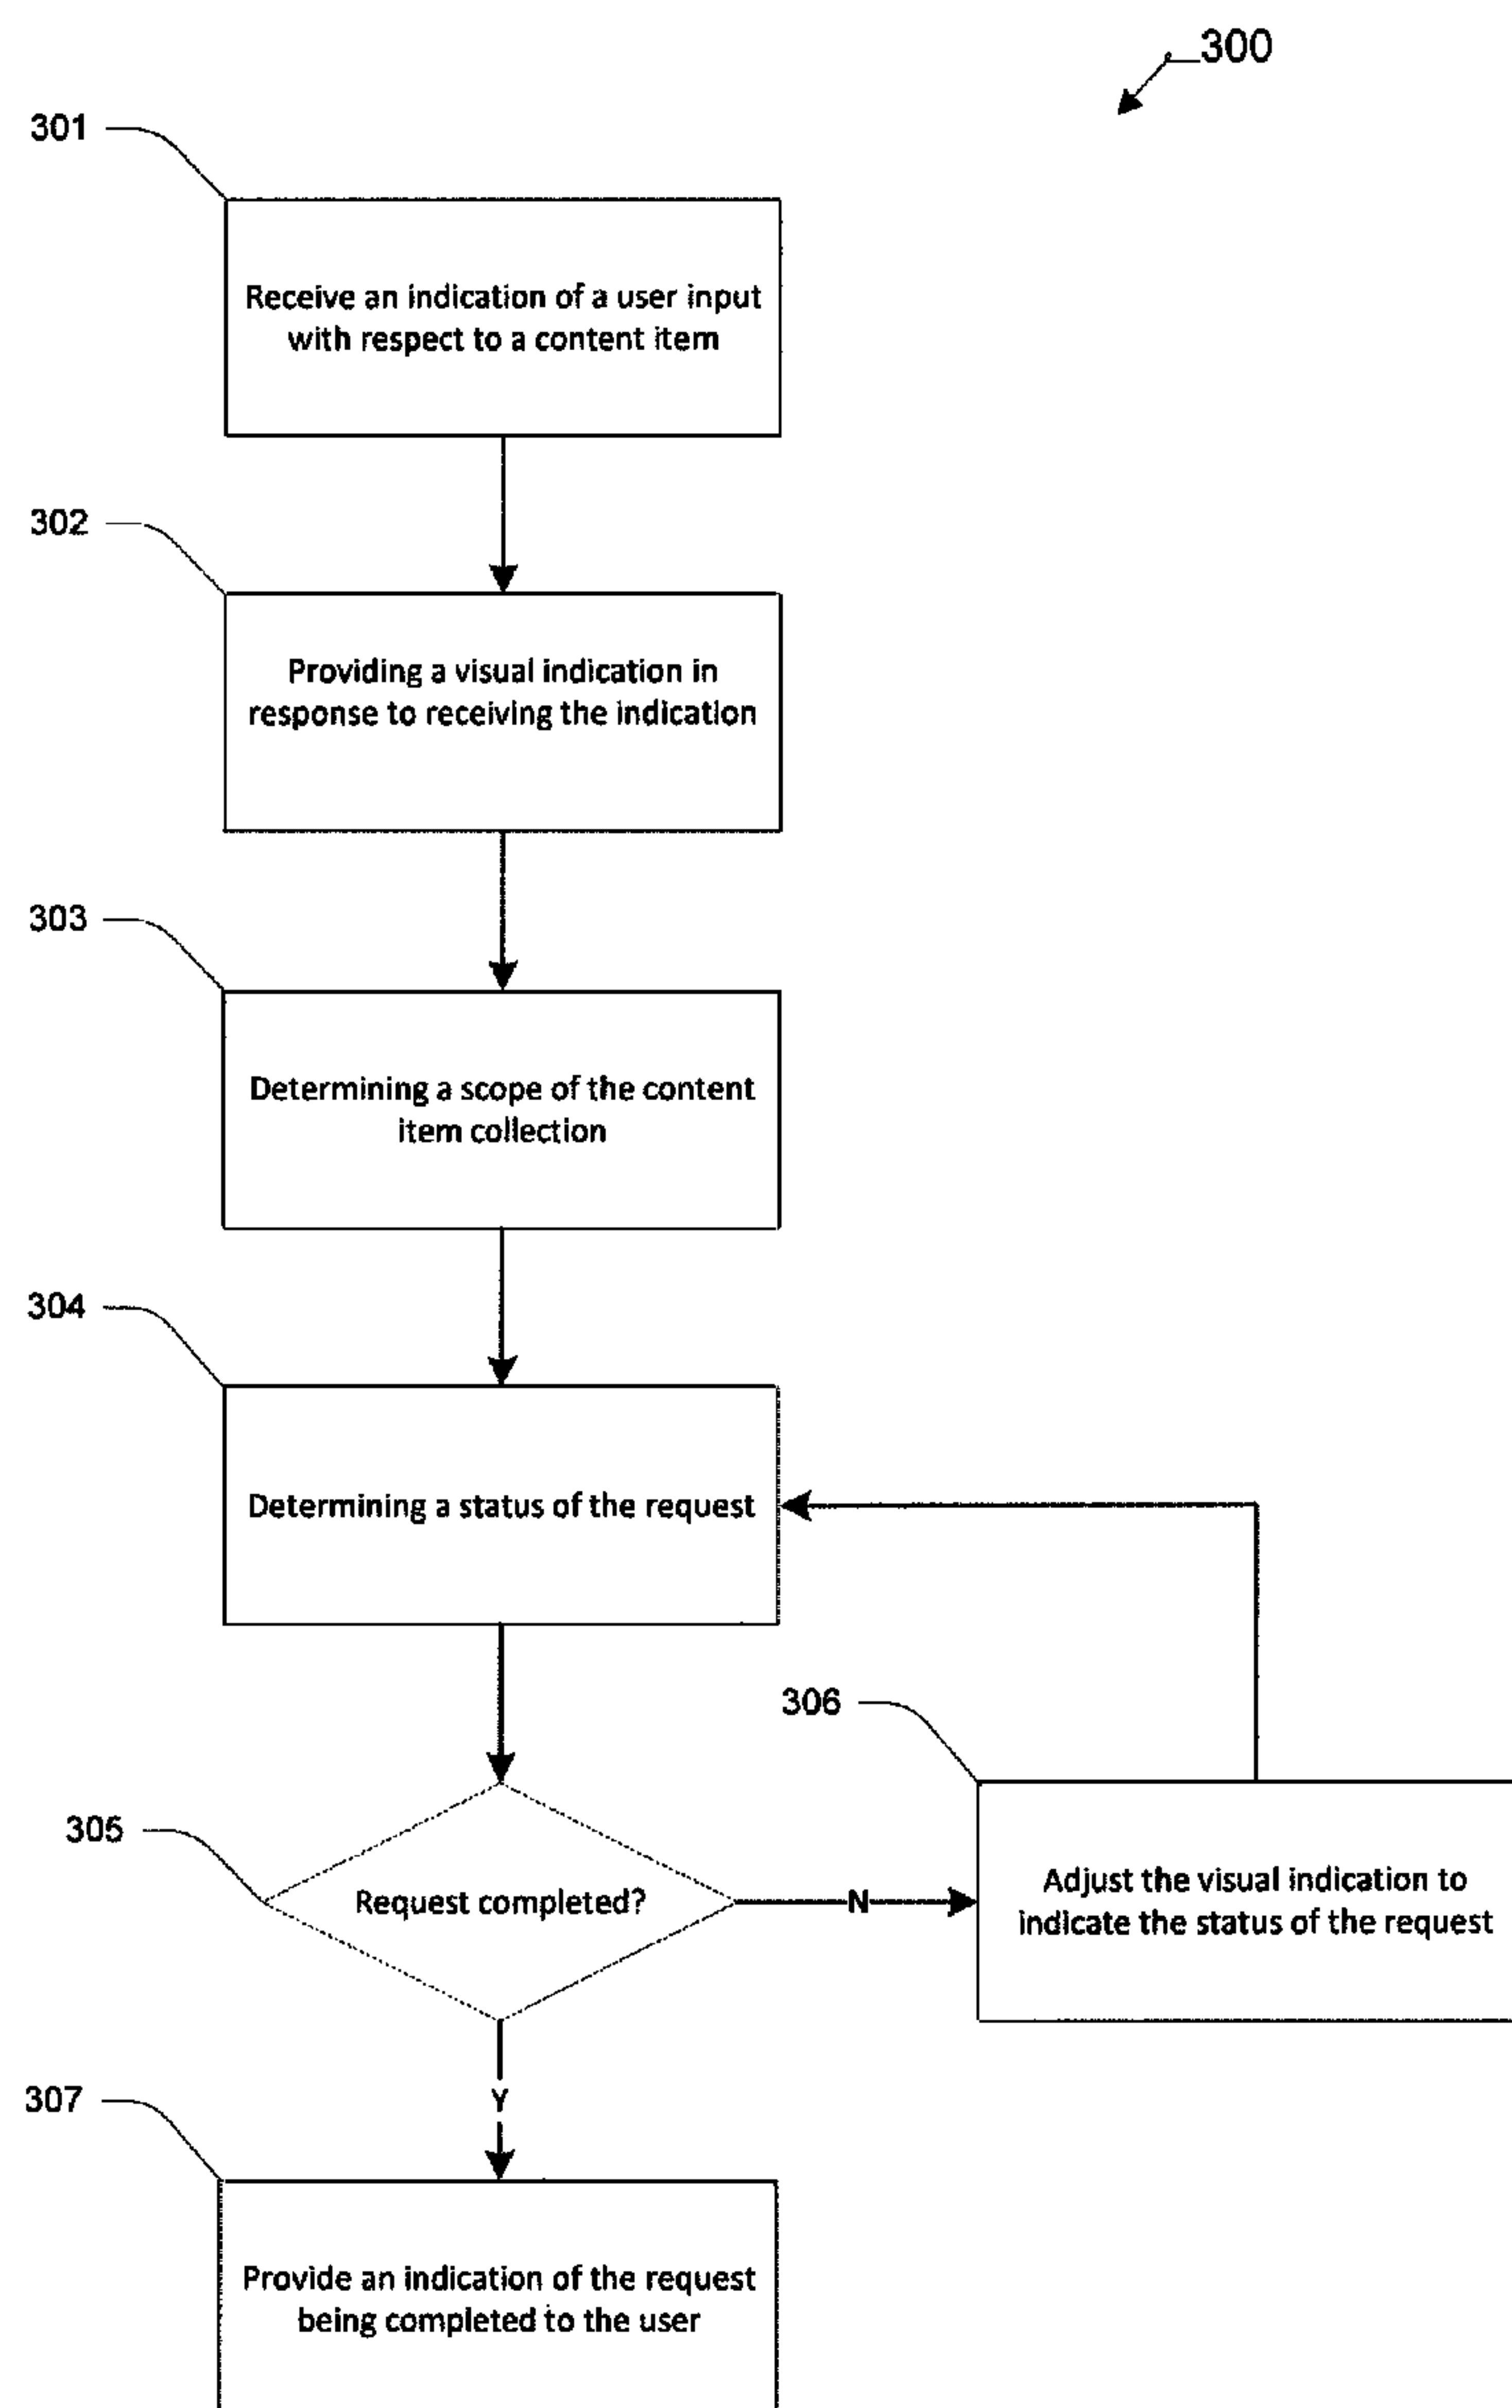 300
301
Receive an indication of a user input
with respect to a content item
302
Providing a visual indication in
response to receiving the indication
303
Determining a scope of the content
item collection
304
Determining a status of the request
305
Request completed?
N
306
Adjust the visual indication to
indicate the status of the request
Y
307
Provide an indication of the request
being completed to the user